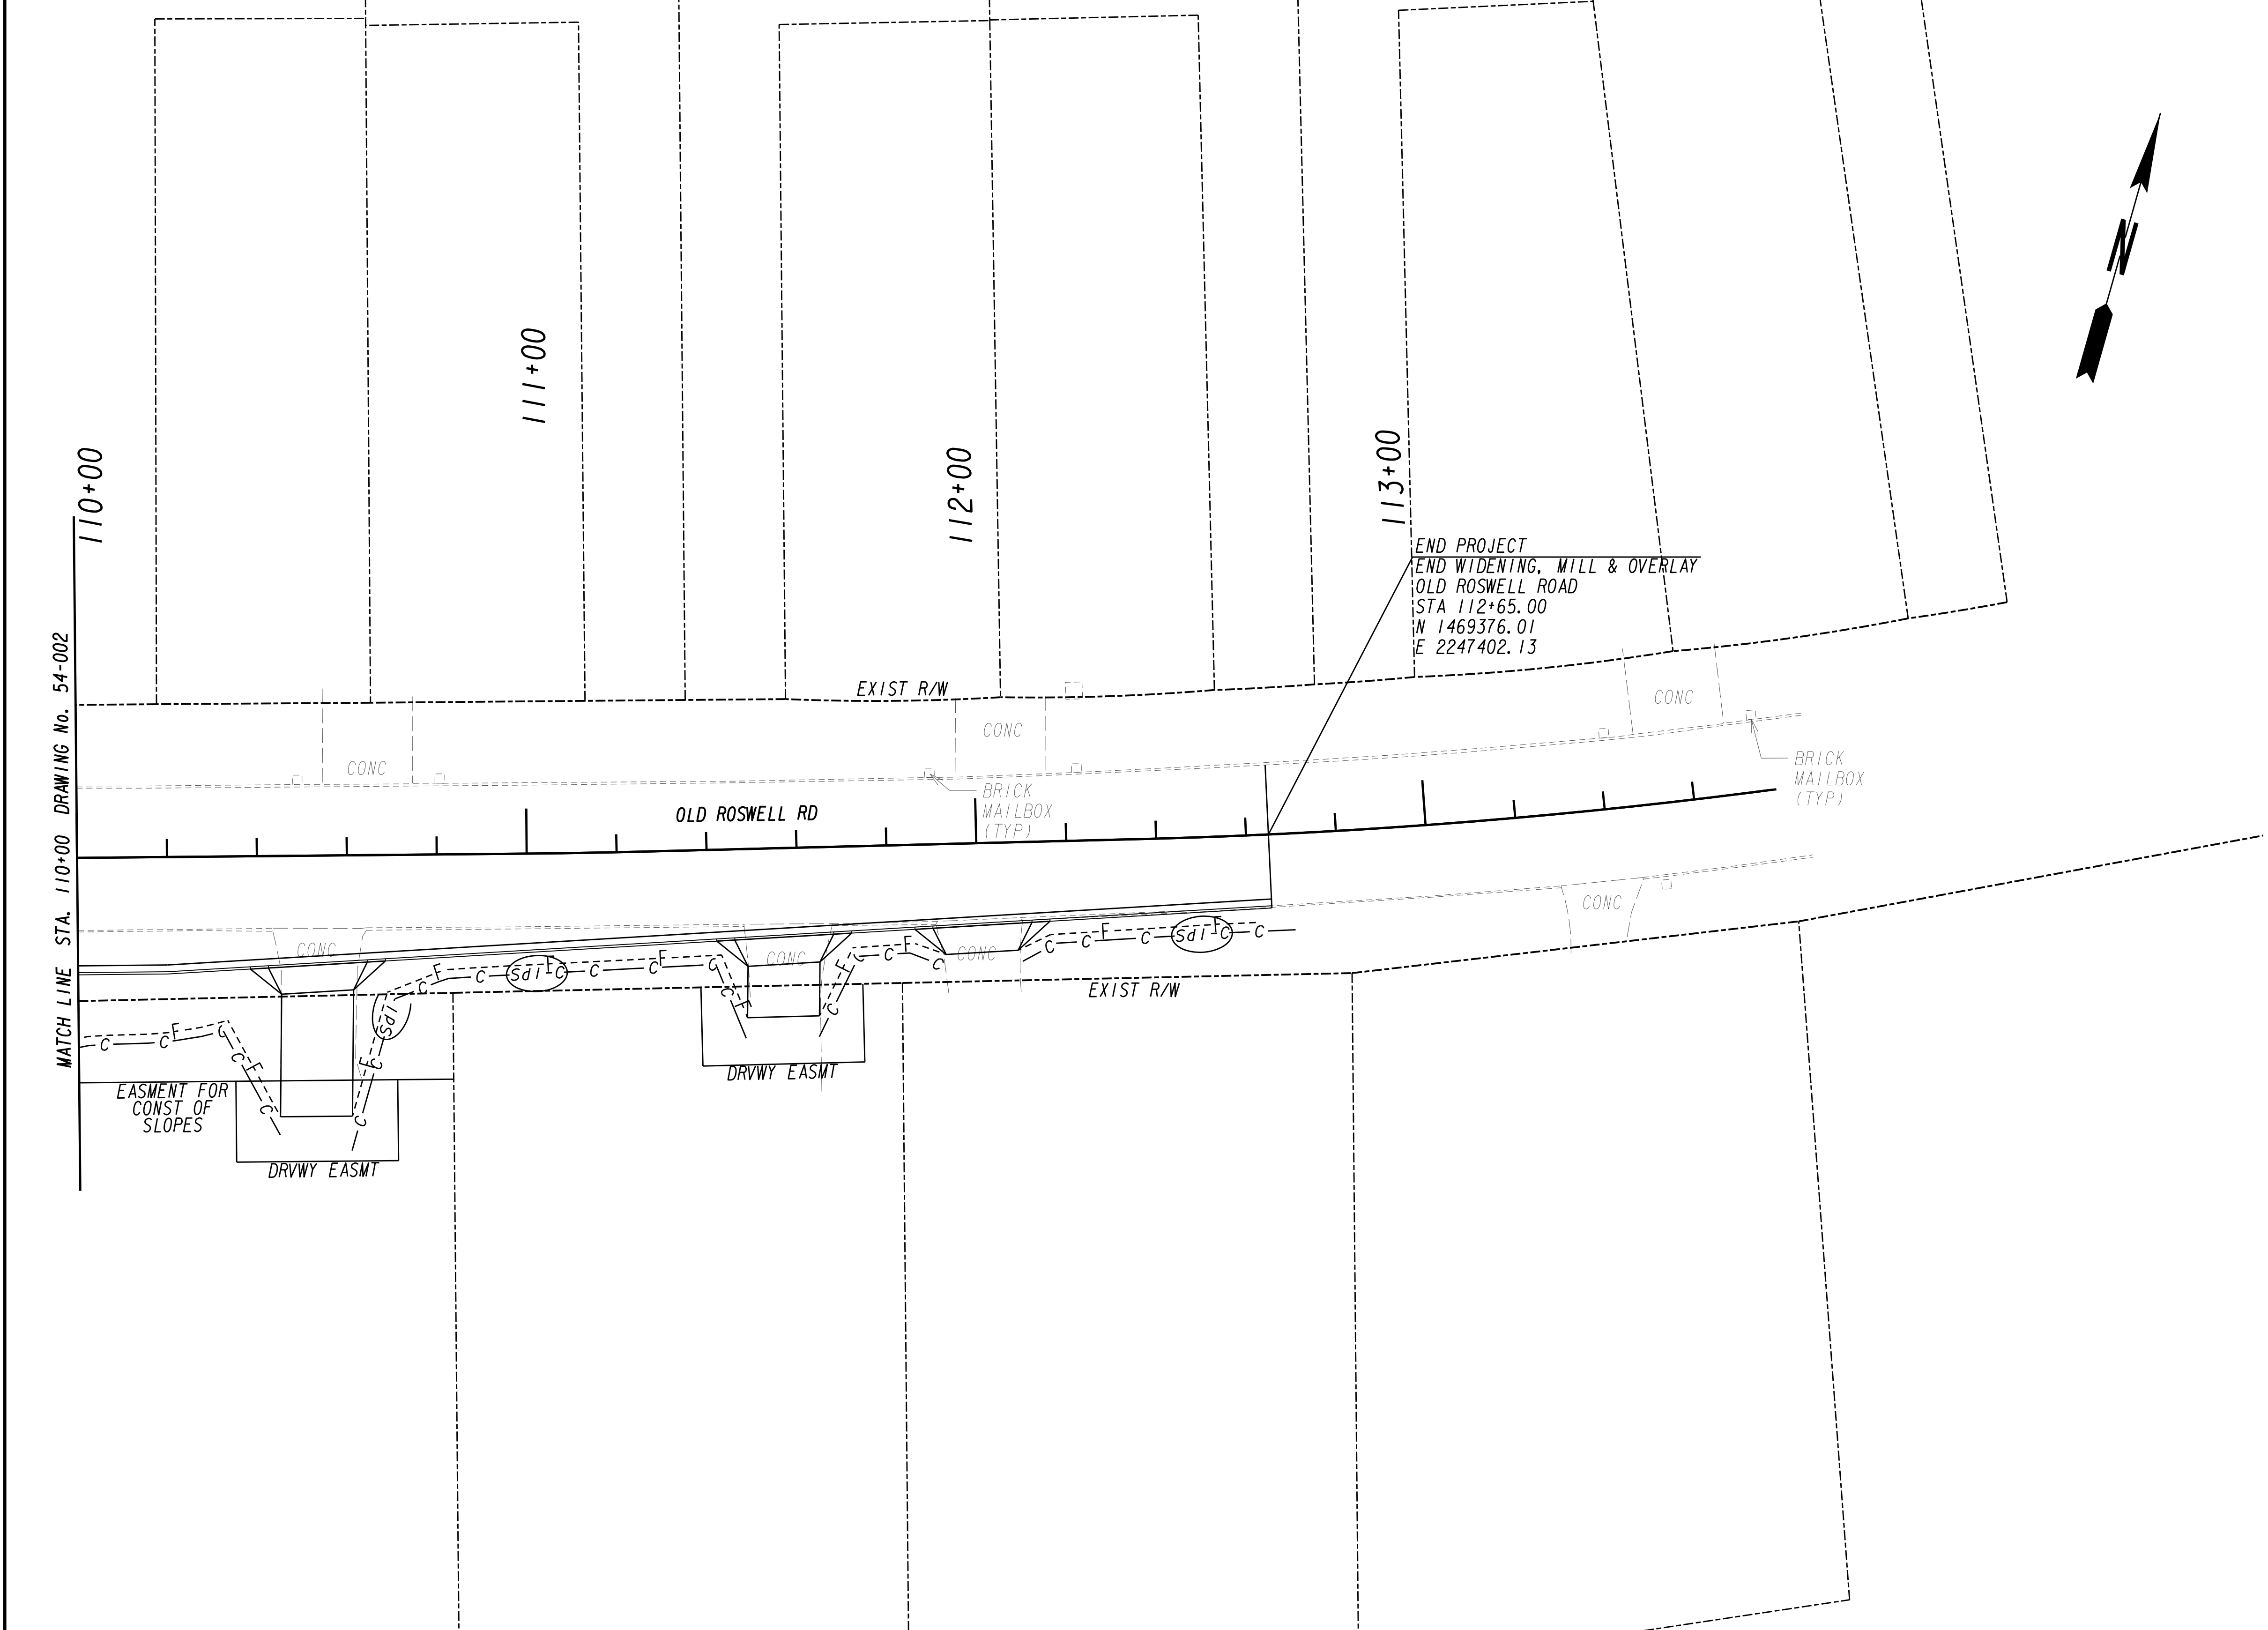 111+00
110+00
112+00
113+00
N
END PROJECT
END WIDENING, MILL & OVERLAY
OLD ROSWELL ROAD
STA 112+65.00
N 1469376.01
E 2247402.13
MATCH LINE STA. 110+00 DRAWING No. 54-002
EXIST R/W
CONC
CONC
CONC
BRICK
MAILBOX
(TYP)
BRICK
MAILBOX
(TYP)
OLD ROSWELL RD
CONC
CONC
CONC
CONC
F
C
C
Sd1
F
C
C
C
F
C
C
F
F
C
C
F
C
C
F
C
C
Sd1
F
C
C
EXIST R/W
C
C
F
C
C
F
C
Sd1
F
C
C
EASMENT FOR
CONST OF
SLOPES
DRVWY EASMT
DRVWY EASMT